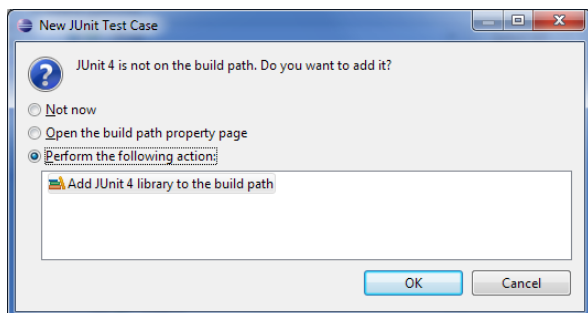 New JUnit Test Case
JUnit 4 is not on the build path. Do you want to add it?
Not now
Open the build path property page
Perform the following action:
Add JUnit 4 library to the build path
OK Cancel